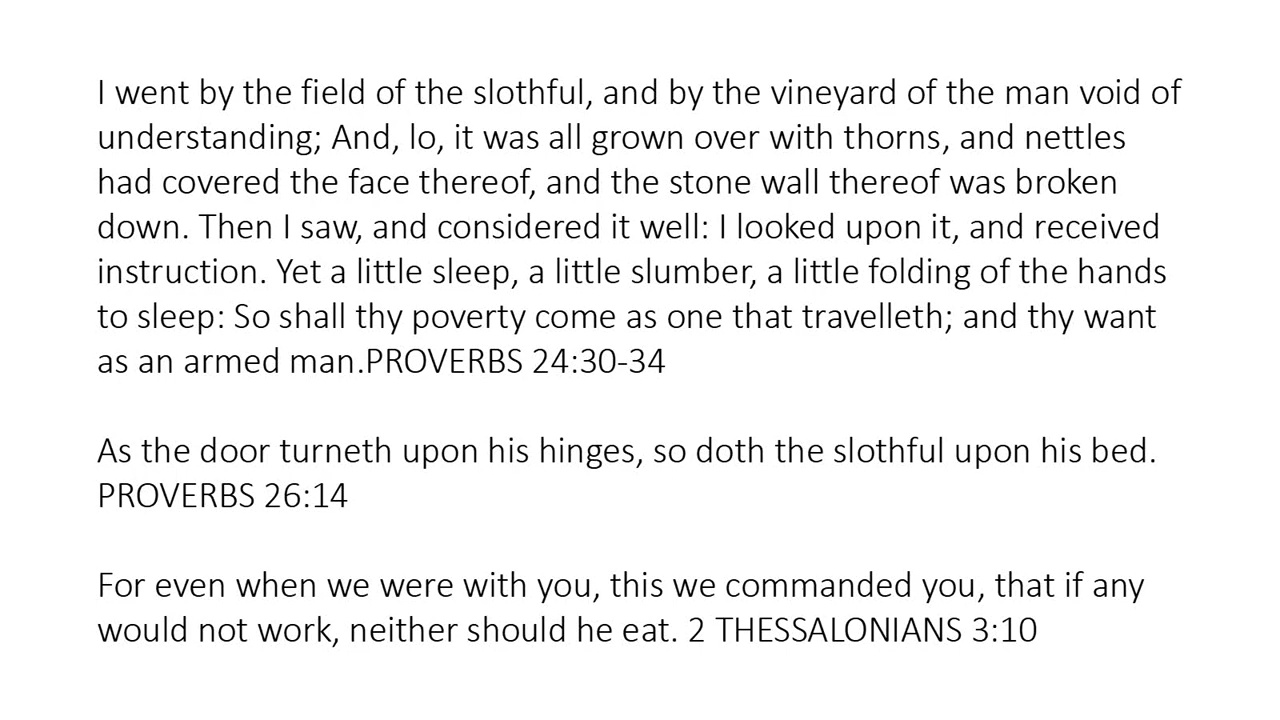 I went by the field of the slothful, and by the vineyard of the man void of
understanding; And, lo, it was all grown over with thorns, and nettles
had covered the face thereof, and the stone wall thereof was broken
down. Then I saw, and considered it well: I looked upon it, and received
instruction. Yet a little sleep, a little slumber, a little folding of the hands
to sleep: So shall thy poverty come as one that travelleth; and thy want
as an armed man.PROVERBS 24:30-34
As the door turneth upon his hinges, so doth the slothful upon his bed.
PROVERBS 26:14
For even when we were with you, this we commanded you, that if any
would not work, neither should he eat. 2 THESSALONIANS 3:10